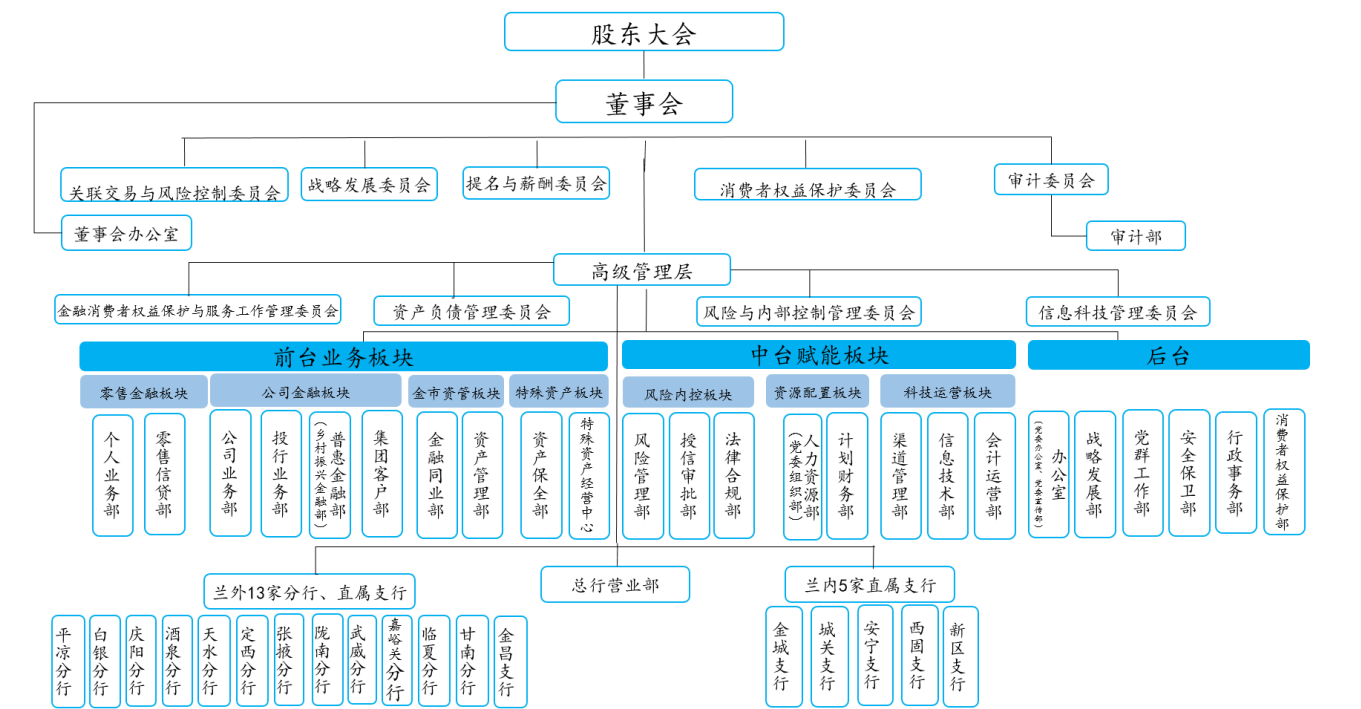 股东大会
董事会
关联交易与风险控制委员会
战略发展委员会
提名与薪酬委员会
消费者权益保护委员会
审计委员会
董事会办公室
审计部
高级管理层
金融消费者权益保护与服务工作管理委员会
资产负债管理委员会
风险与内部控制管理委员会
信息科技管理委员会
前台业务板块
中台赋能板块
后台
零售金融板块
公司金融板块
金市资管板块
特殊资产板块
风险内控板块
资源配置板块
科技运营板块
个人业务部
零售信贷部
公司业务部
投行业务部
普惠金融部
（乡村振兴金融部）
集团客户部
金融同业部
资产管理部
资产保全部
特殊资产经营中心
风险管理部
授信审批部
法律合规部
人力资源部
（党委组织部）
计划财务部
渠道管理部
信息技术部
会计运营部
办公室
（党委办公室、党委宣传部）
战略发展部
党群工作部
安全保卫部
行政事务部
消费者权益保护部
兰外13家分行、直属支行
总行营业部
兰内5家直属支行
平凉分行
白银分行
庆阳分行
酒泉分行
天水分行
定西分行
张掖分行
陇南分行
武威分行
嘉峪关分行
临夏分行
甘南分行
金昌支行
金城支行
城关支行
安宁支行
西固支行
新区支行